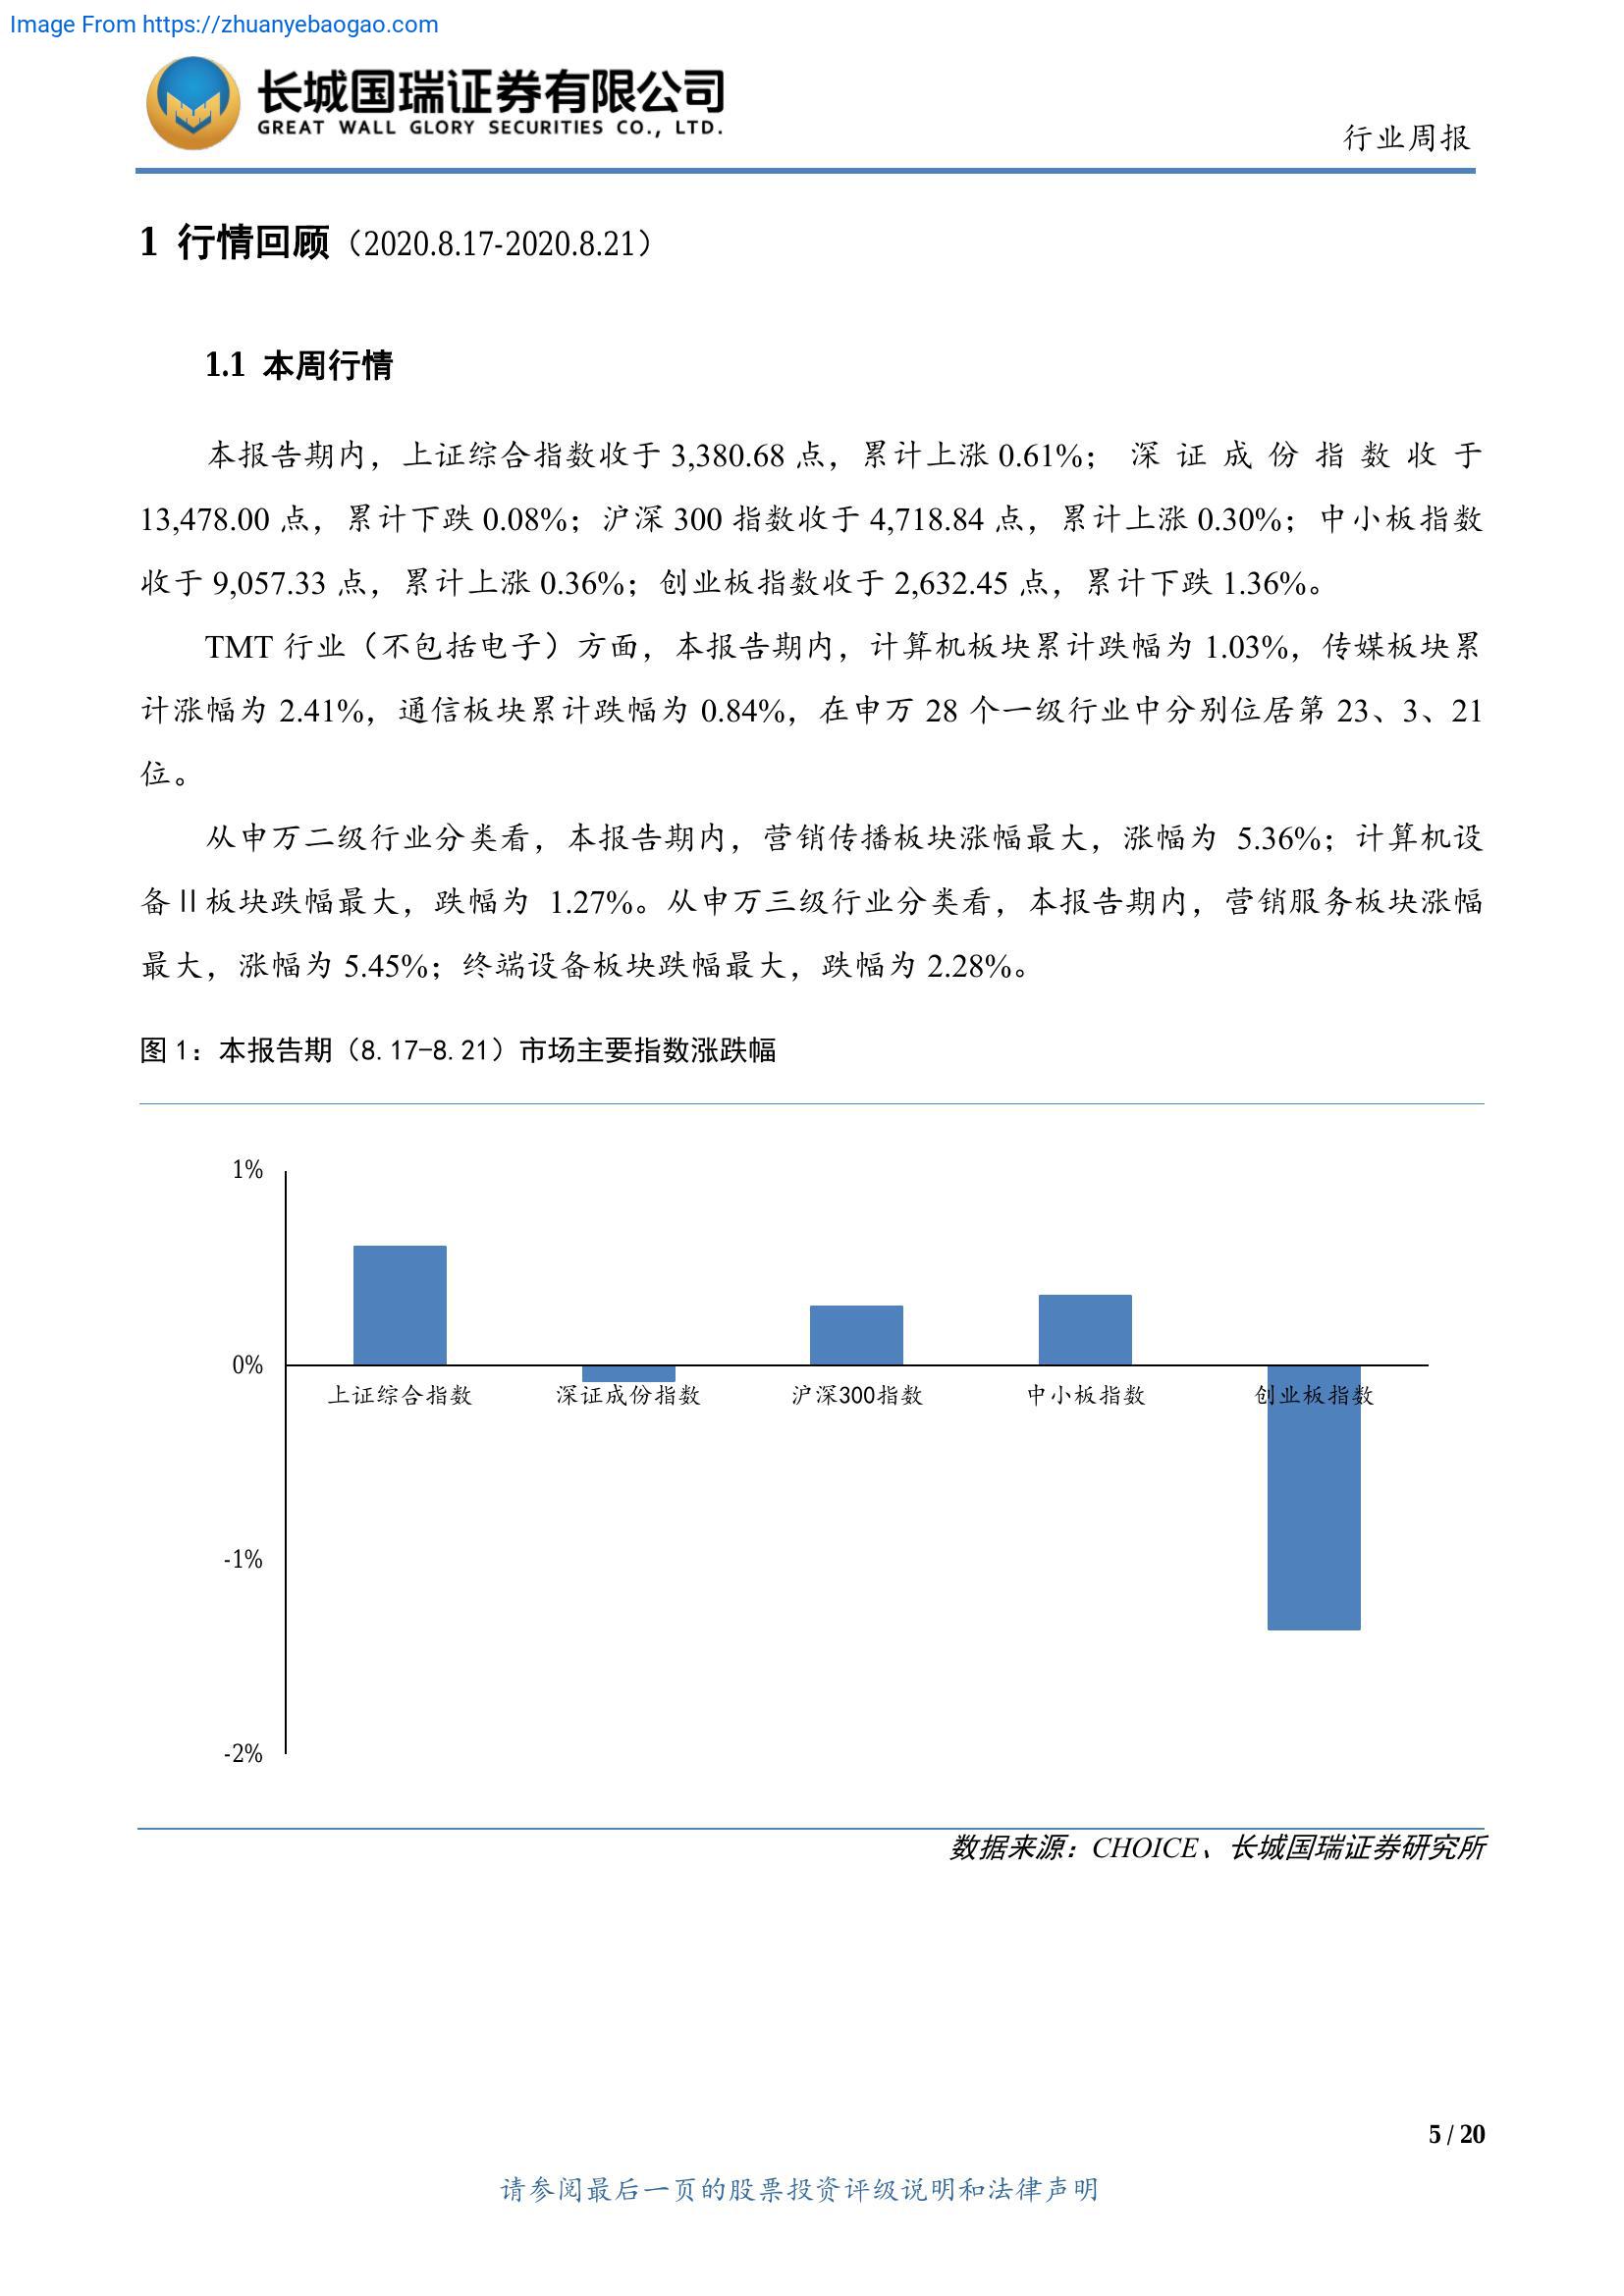 Image From https://zhuanyebaogao.com
长城国瑞证券有限公司
GREAT WALL GLORY SECURITIES CO., LTD.
行业周报
1 行情回顾（2020.8.17-2020.8.21）
1.1 本周行情
本报告期内，上证综合指数收于 3,380.68 点，累计上涨 0.61%； 深 证 成 份 指 数 收 于
13,478.00 点，累计下跌 0.08%；沪深 300 指数收于 4,718.84 点，累计上涨 0.30%；中小板指数
收于 9,057.33 点，累计上涨 0.36%；创业板指数收于 2,632.45 点，累计下跌 1.36%。
TMT 行业（不包括电子）方面，本报告期内，计算机板块累计跌幅为 1.03%，传媒板块累
计涨幅为 2.41%，通信板块累计跌幅为 0.84%，在申万 28 个一级行业中分别位居第 23、3、21
位。
从申万二级行业分类看，本报告期内，营销传播板块涨幅最大，涨幅为 5.36%；计算机设
备Ⅱ板块跌幅最大，跌幅为 1.27%。从申万三级行业分类看，本报告期内，营销服务板块涨幅
最大，涨幅为 5.45%；终端设备板块跌幅最大，跌幅为 2.28%。
图 1：本报告期（8.17-8.21）市场主要指数涨跌幅
1%
0%
上证综合指数 深证成份指数 沪深300指数 中小板指数 创业板指数
-1%
-2%
数据来源：CHOICE、长城国瑞证券研究所
5 / 20
请参阅最后一页的股票投资评级说明和法律声明